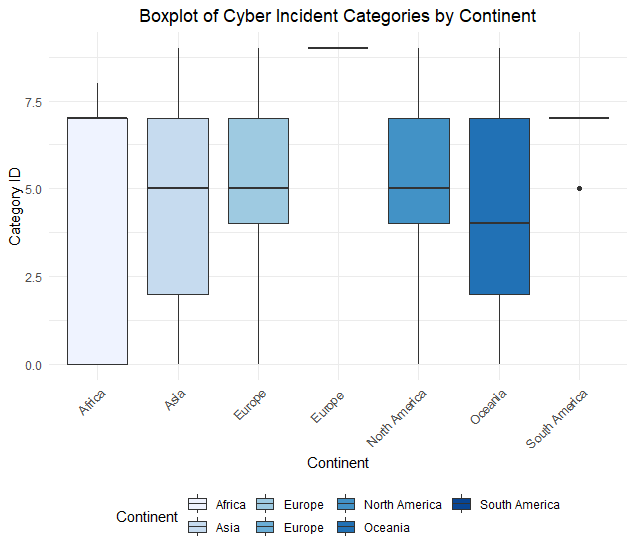 Boxplot of Cyber Incident Categories by Continent
Category ID
7.5
5.0
2.5
0.0
Africa
Asia
Europe
Europe
North America
Oceania
South America
Continent
Continent
Africa
Europe
North America
South America
Asia
Europe
Oceania